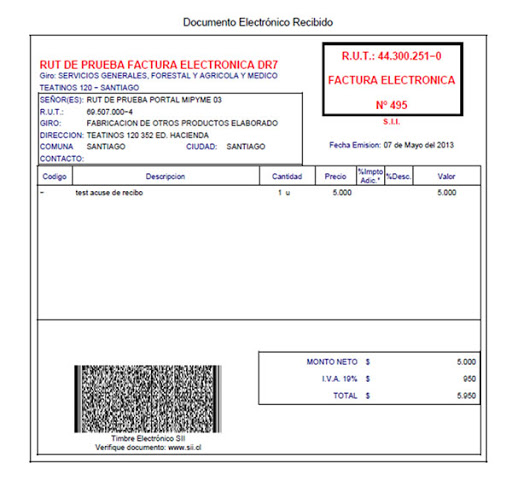 Documento Electrónico Recibido
RUT DE PRUEBA FACTURA ELECTRONICA DR7
Giro: SERVICIOS GENERALES, FORESTAL Y AGRICOLA Y MEDICO
TEATINOS 120 – SANTIAGO
R.U.T.: 44.300.251–0
FACTURA ELECTRONICA
Nº 495
S.I.I.
SEÑOR(ES): RUT DE PRUEBA PORTAL MIPYME 03
R.U.T.: 69.507.000–4
GIRO: FABRICACION DE OTROS PRODUCTOS ELABORADO
DIRECCION: TEATINOS 120 352 ED. HACIENDA
COMUNA SANTIAGO CIUDAD: SANTIAGO
CONTACTO:
Fecha Emision: 07 de Mayo del 2013
Codigo Descripcion Cantidad Precio %Impto Adic.* %Desc. Valor
– test acuse de recibo 1 u 5.000 5.000
MONTO NETO $ 5.000
I.V.A. 19% $ 950
TOTAL $ 5.950
Timbre Electrónico SII
Verifique documento: www.sii.cl